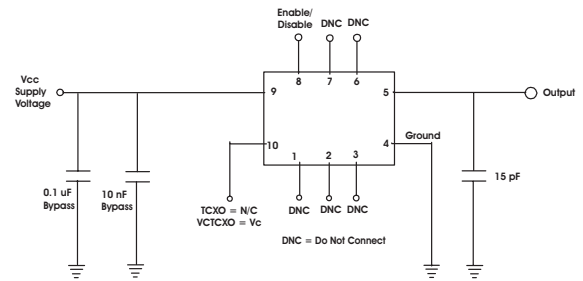 Enable/
Disable DNC DNC
8 7 6
Vcc
Supply
Voltage
9
5
Output
10
4
Ground
1 2 3
0.1 uF
Bypass
10 nF
Bypass
15 pF
TCXO = N/C
VCTCXO = Vc
DNC DNC DNC
DNC = Do Not Connect